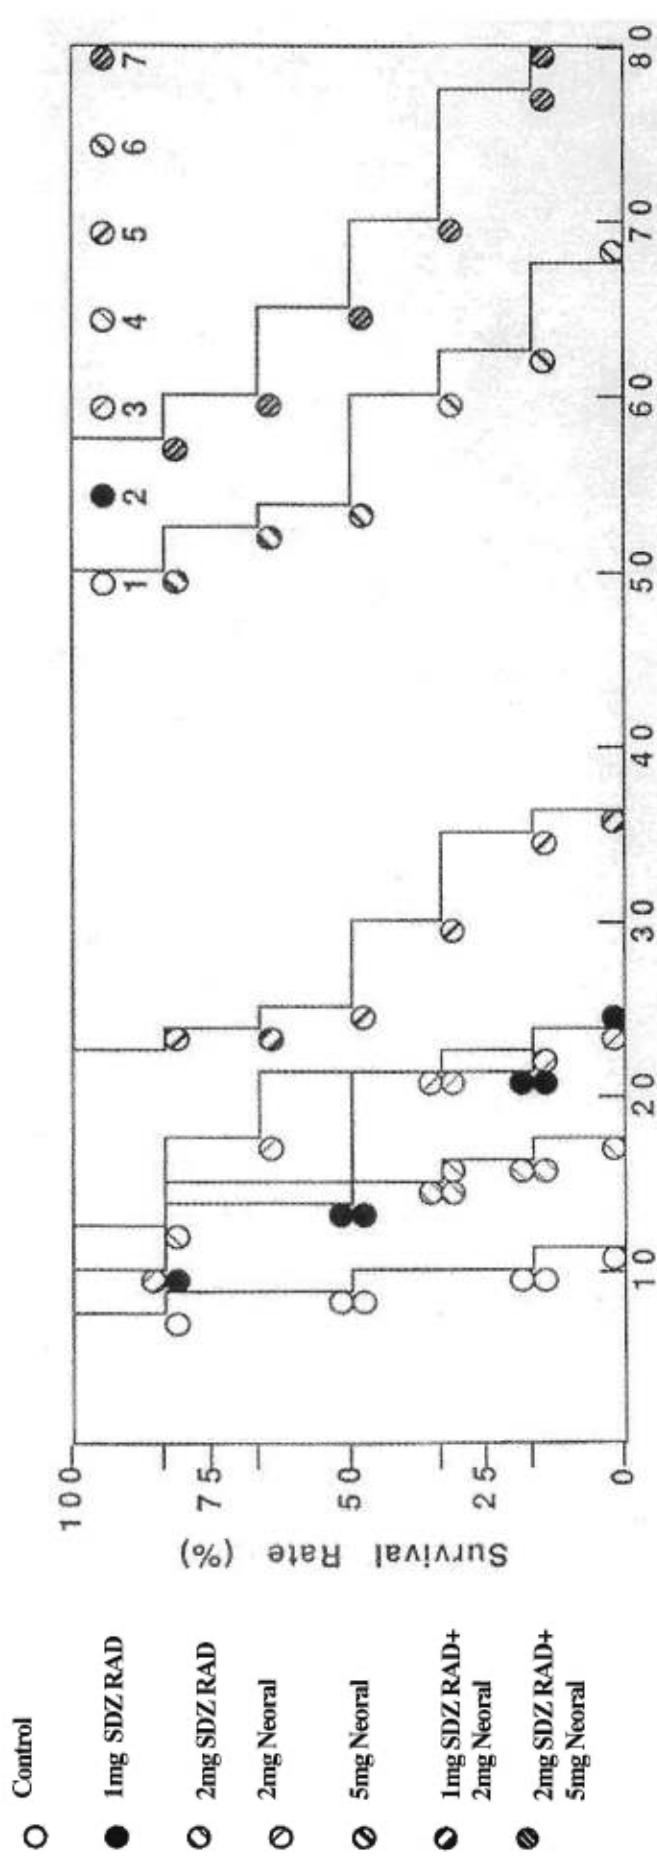 Survival Rate (%)
100
75
50
25
0
10
20
30
40
50
60
70
80
1 2 3 4 5 6 7
Control
1mg SDZ RAD
2mg SDZ RAD
2mg Neoral
5mg Neoral
1mg SDZ RAD+
2mg Neoral
2mg SDZ RAD+
5mg Neoral